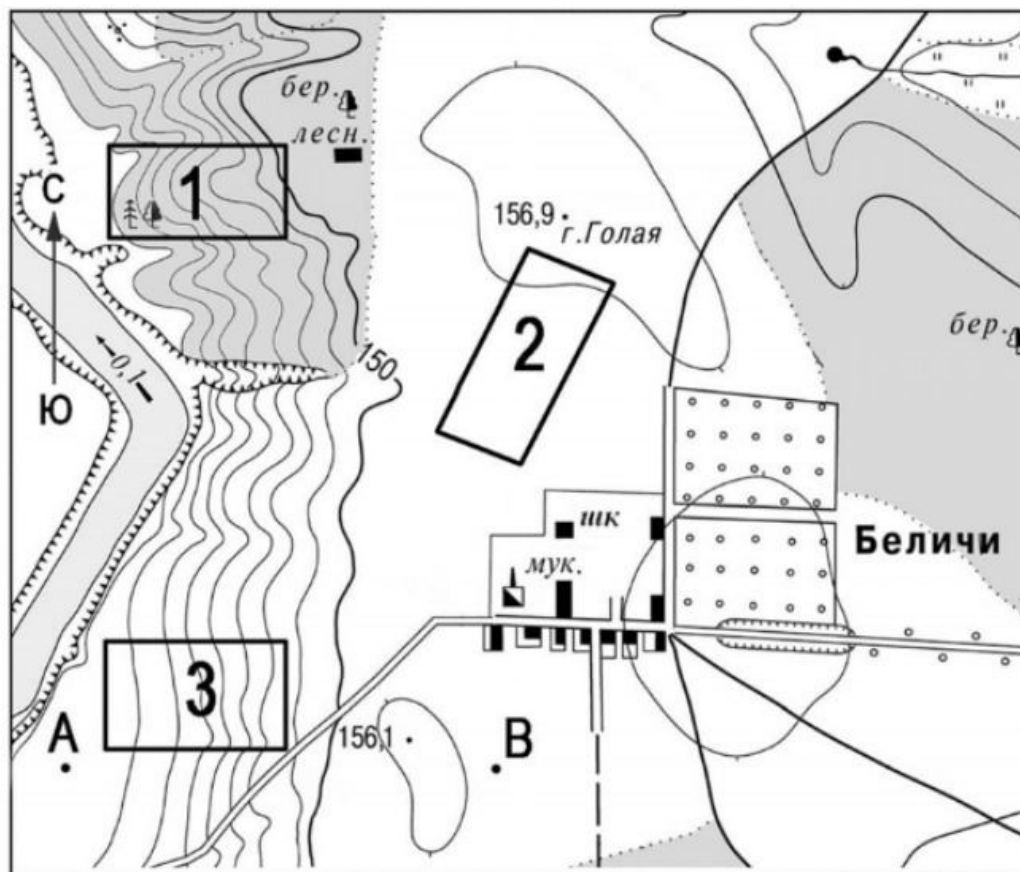 бер.
лесн.
1
С
156,9
г.Голая
2
150
0,1
Ю
бер.
шк
Беличи
мук.
3
А
156,1
В